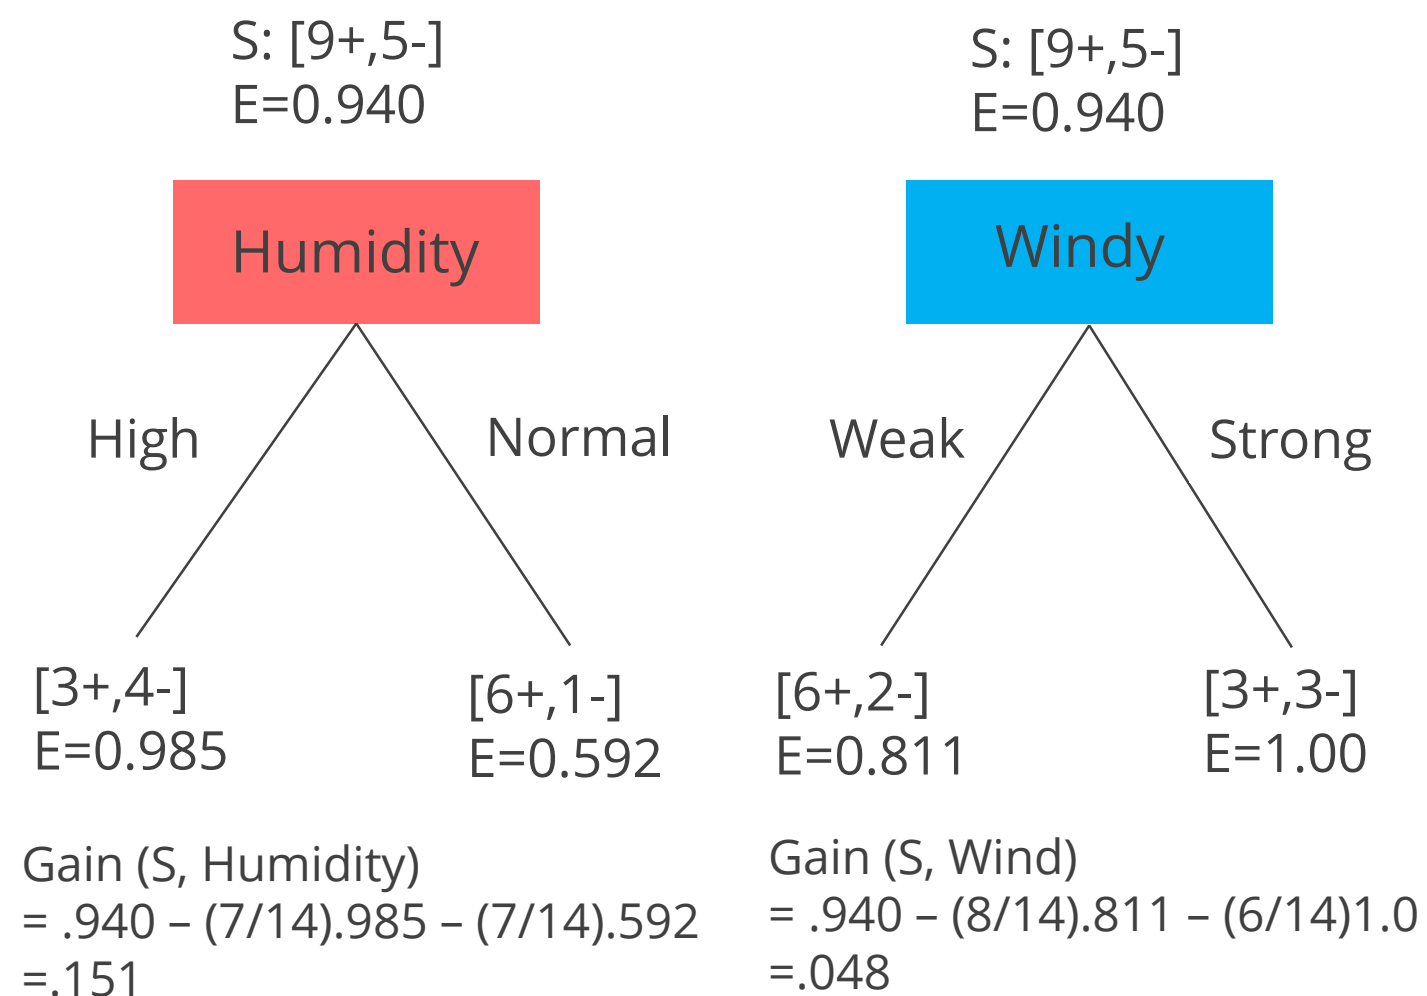 S: [9+,5-]
E=0.940
Humidity
High
Normal
[3+,4-]
E=0.985
[6+,1-]
E=0.592
Gain (S, Humidity)
= .940 – (7/14).985 – (7/14).592
=.151
S: [9+,5-]
E=0.940
Windy
Weak
Strong
[6+,2-]
E=0.811
[3+,3-]
E=1.00
Gain (S, Wind)
= .940 – (8/14).811 – (6/14)1.0
=.048